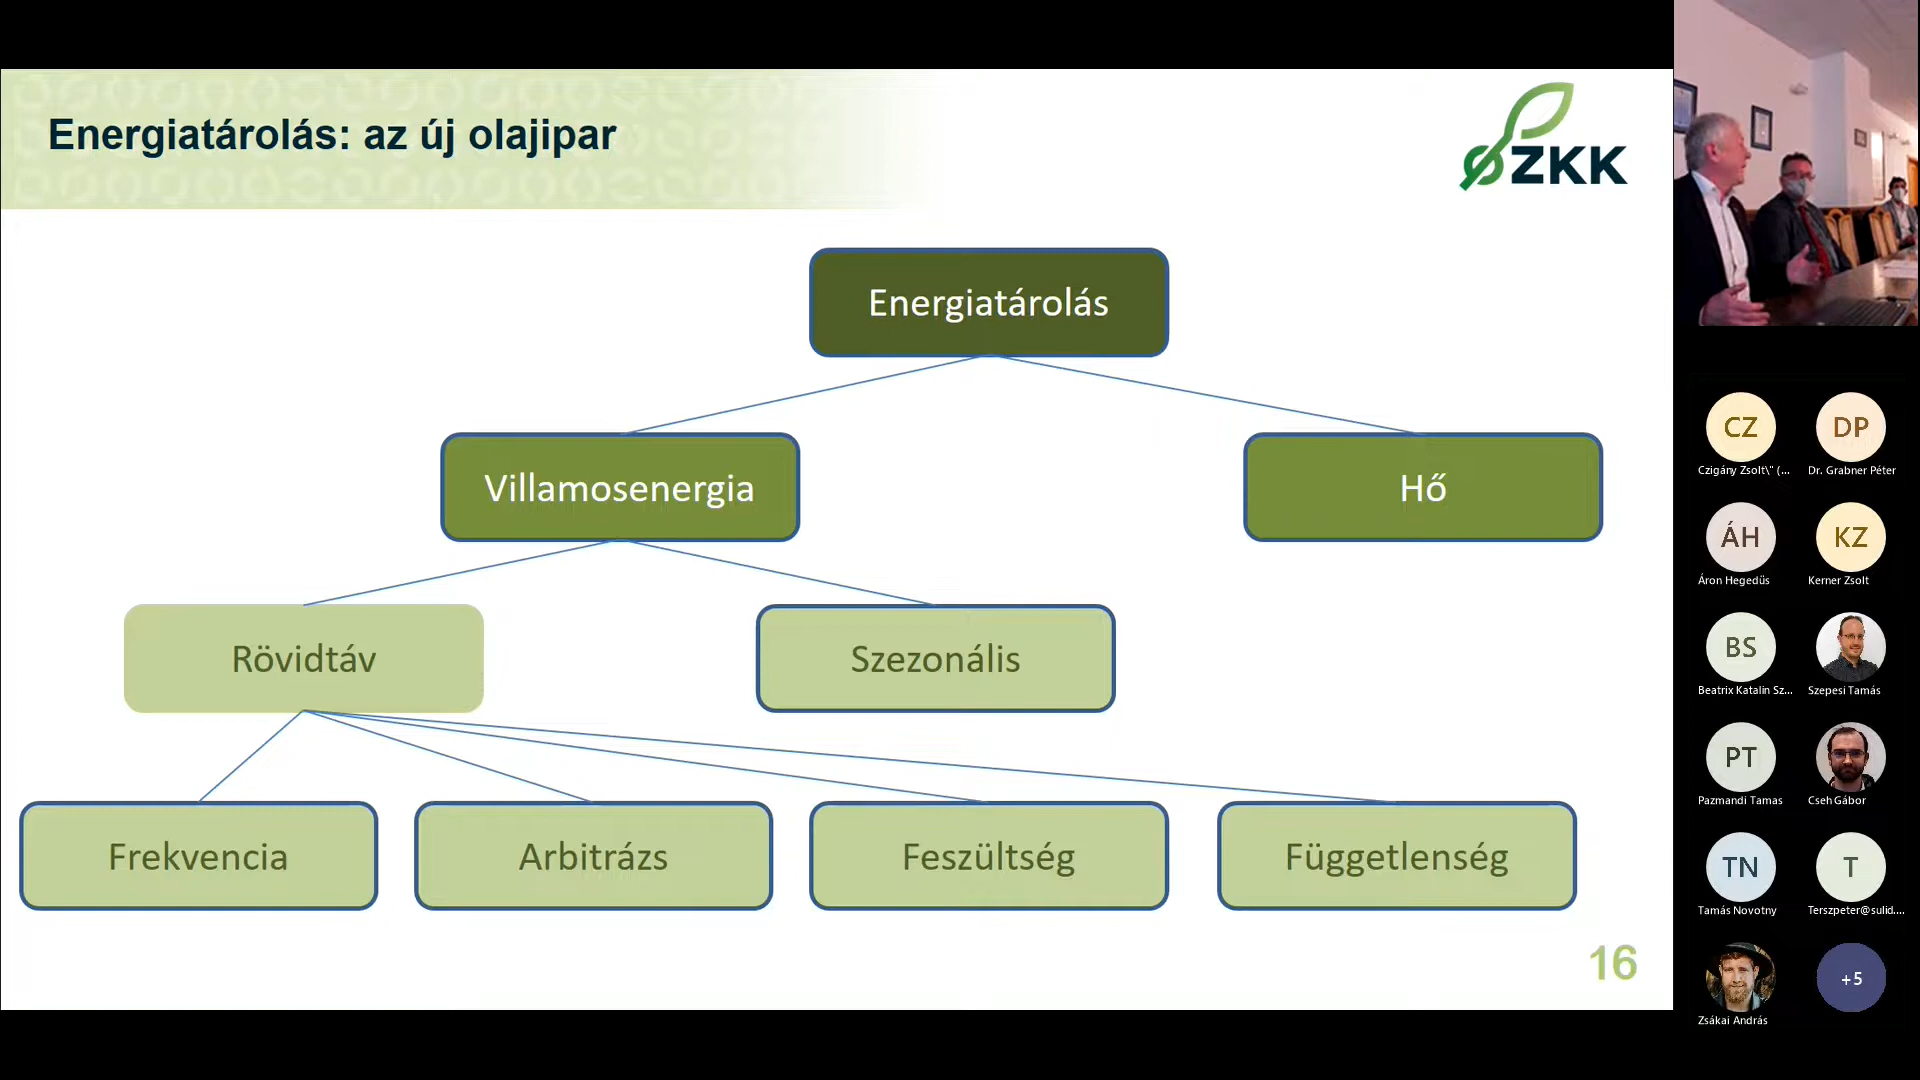 Energiatárolás: az új olajipar
ZKK
Energiatárolás
Villamosenergia
Hő
Rövidtáv
Szezonális
Frekvencia
Arbitrázs
Feszültség
Függetlenség
16
CZ
DP
Czigány Zsolt\" (...
Dr. Grabner Péter
ÁH
KZ
Áron Hegedűs
Kerner Zsolt
BS
Beatrix Katalin Sz...
Szepesi Tamás
PT
Pazmandi Tamas
Cseh Gábor
TN
T
Tamás Novotny
Terszpeter@sulid....
+5
Zsákai András